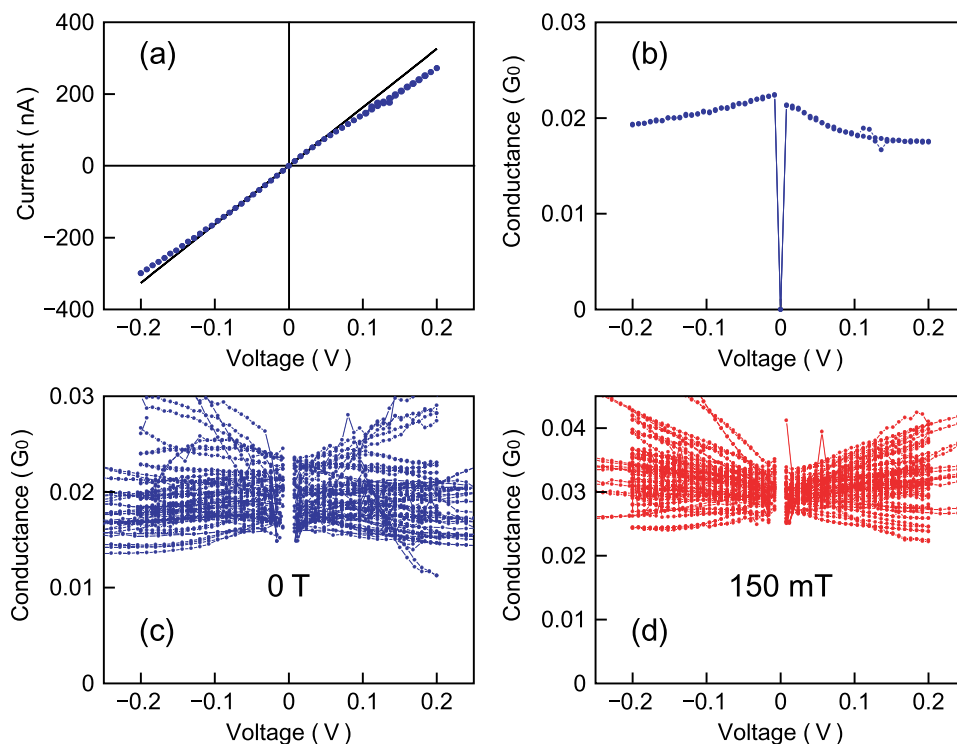 (a)
Current ( nA )
400
200
0
−200
−400
−0.2 −0.1 0 0.1 0.2
Voltage ( V )
(b)
Conductance ( G0 )
0.03
0.02
0.01
0
−0.2 −0.1 0 0.1 0.2
Voltage ( V )
(c)
0 T
Conductance ( G0 )
0.03
0.02
0.01
0
−0.2 −0.1 0 0.1 0.2
Voltage ( V )
(d)
150 mT
Conductance ( G0 )
0.04
0.03
0.02
0.01
0
−0.2 −0.1 0 0.1 0.2
Voltage ( V )